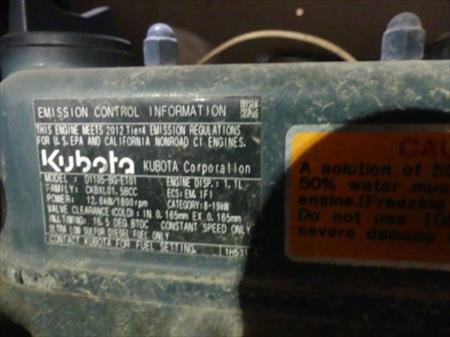 EMISSION CONTROL INFORMATION
THIS ENGINE MEETS 2012 Tier4 EMISSION REGULATIONS
FOR U.S.EPA AND CALIFORNIA NONROAD CI ENGINES.
Kubota KUBOTA Corporation
MODEL: D1105-BG-ET01 ENGINE DISP.: 1.1L
FAMILY: CKBXL01.5BCC ECS: EM IFI
POWER: 12.6kW/1800rpm CATEGORY: 8-19kW
VALVE CLEARANCE(COLD): IN 0.165mm EX 0.165mm
INJ.TIMING: 16.5 DEG BTDC CONSTANT SPEED ONLY
ULTRA LOW SULFUR DIESEL FUEL ONLY
CONTACT KUBOTA FOR FUEL SETTING.
A solution of
50% water
engine.(Freezing
Do not use
severe damage